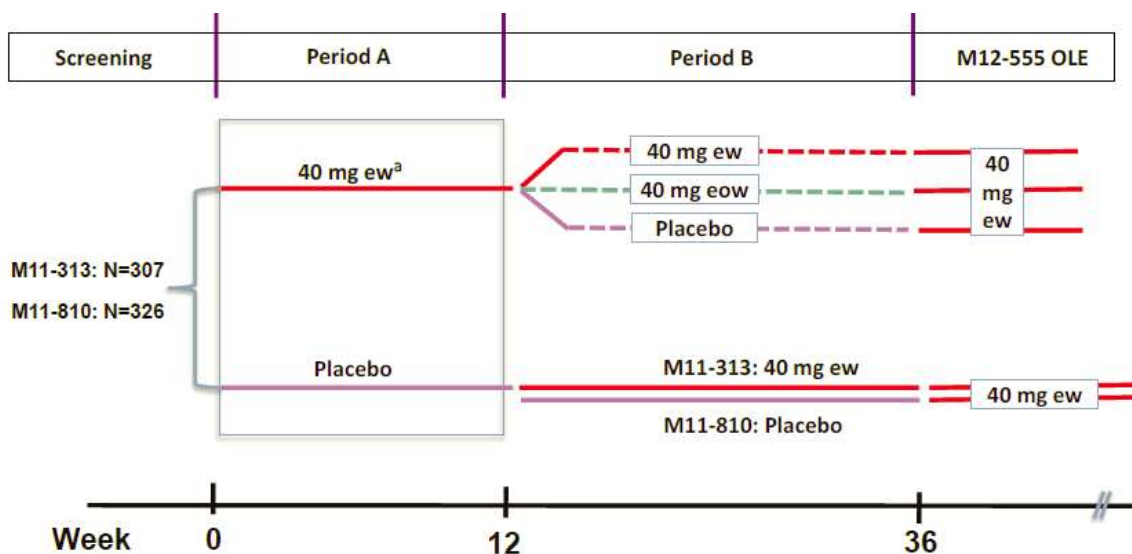 Screening Period A Period B M12-555 OLE
40 mg ewᵃ
40 mg ew
40 mg eow
Placebo
40
mg
ew
M11-313: N=307
M11-810: N=326
Placebo
M11-313: 40 mg ew
M11-810: Placebo
40 mg ew
Week 0 12 36